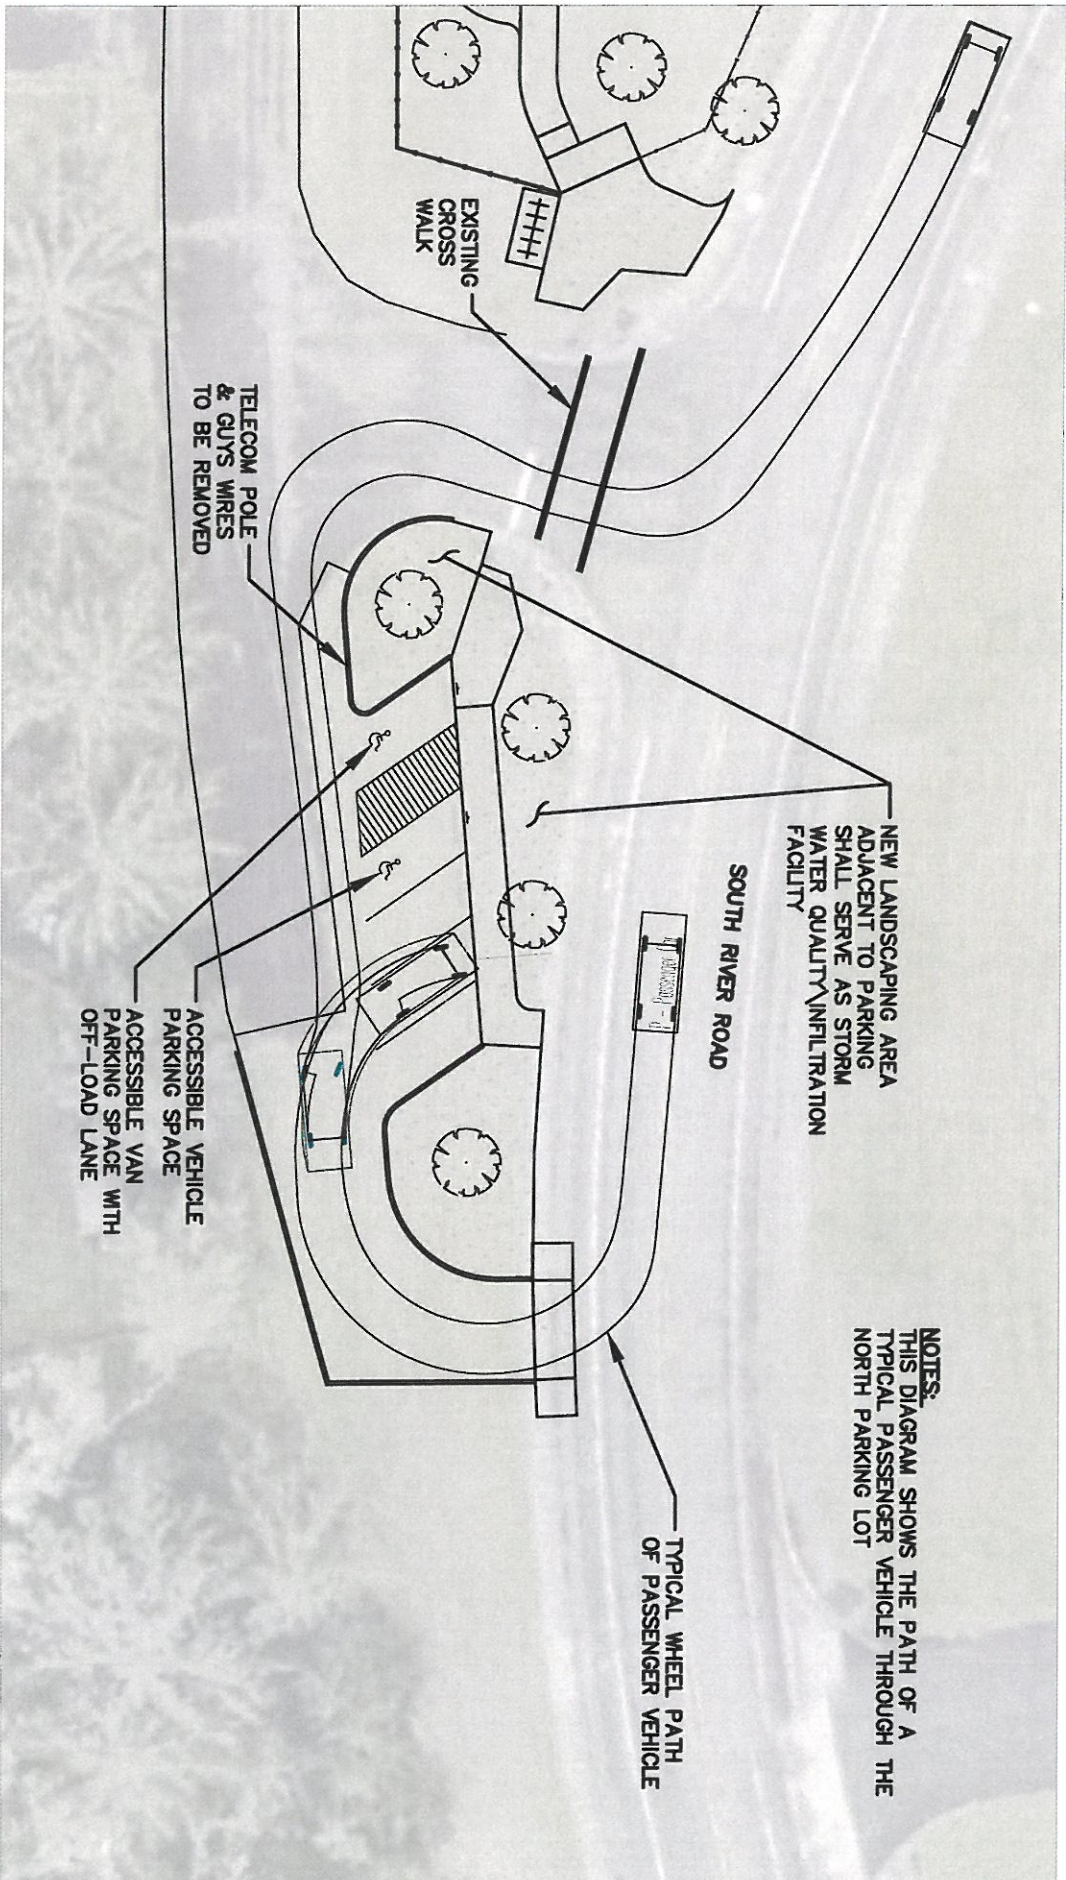 NOTES:
THIS DIAGRAM SHOWS THE PATH OF A
TYPICAL PASSENGER VEHICLE THROUGH THE
NORTH PARKING LOT
NEW LANDSCAPING AREA
ADJACENT TO PARKING
SHALL SERVE AS STORM
WATER QUALITY\INFILTRATION
FACILITY
SOUTH RIVER ROAD
TYPICAL WHEEL PATH
OF PASSENGER VEHICLE
EXISTING
CROSS
WALK
TELECOM POLE
& GUYS WIRES
TO BE REMOVED
ACCESSIBLE VEHICLE
PARKING SPACE
ACCESSIBLE VAN
PARKING SPACE WITH
OFF-LOAD LANE